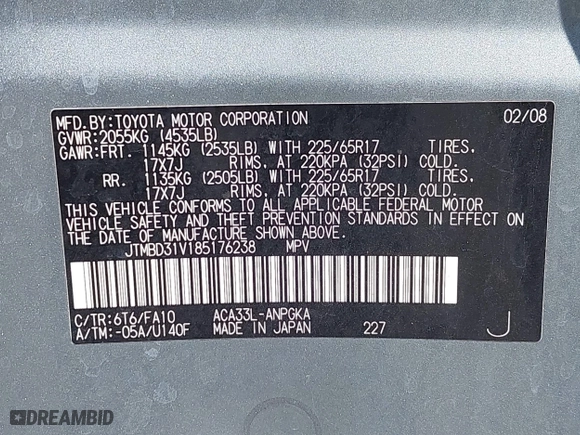 MFD.BY:TOYOTA MOTOR CORPORATION 02/08
GVWR:2055KG (4535LB)
GAWR:FRT. 1145KG (2535LB) WITH 225/65R17 TIRES,
17X7J RIMS, AT 220KPA (32PSI) COLD.
RR. 1135KG (2505LB) WITH 225/65R17 TIRES,
17X7J RIMS, AT 220KPA (32PSI) COLD.
THIS VEHICLE CONFORMS TO ALL APPLICABLE FEDERAL MOTOR
VEHICLE SAFETY AND THEFT PREVENTION STANDARDS IN EFFECT ON
THE DATE OF MANUFACTURE SHOWN ABOVE.
JTMBD31V185176238 MPV
C/TR:6T6/FA10 ACA33L-ANPGKA
A/TM:-05A/U140F MADE IN JAPAN 227 J
DREAMBID